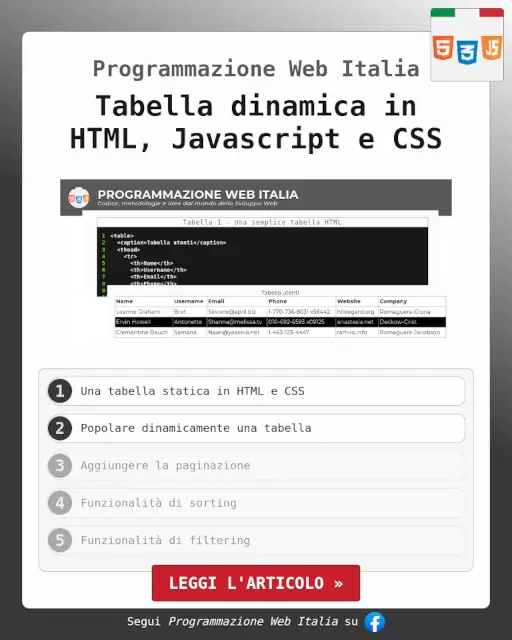 Programmazione Web Italia
Tabella dinamica in
HTML, Javascript e CSS
PROGRAMMAZIONE WEB ITALIA
Codice, metodologie e idee dal mondo dello Sviluppo Web
Tabella 1 - Una semplice tabella HTML
1 <table>
2 <caption>Tabella utenti</caption>
3 <thead>
4 <tr>
5 <th>Name</th>
6 <th>Username</th>
7 <th>Email</th>
8 <th>Phone</th>
Tabella utenti
Name Username Email Phone Website Company
Leanne Graham Bret Sincere@april.biz 1-770-736-8031 x56442 hildegard.org Romaguera-Crona
Ervin Howell Antonette Shanna@melissa.tv 010-692-6593 x09125 anastasia.net Deckow-Crist
Clementine Bauch Samana Nean@yesenia.net 1-463-123-4447 ramiro.info Romaguera-Jacobson
1 Una tabella statica in HTML e CSS
2 Popolare dinamicamente una tabella
3 Aggiungere la paginazione
4 Funzionalità di sorting
5 Funzionalità di filtering
LEGGI L'ARTICOLO »
Segui Programmazione Web Italia su